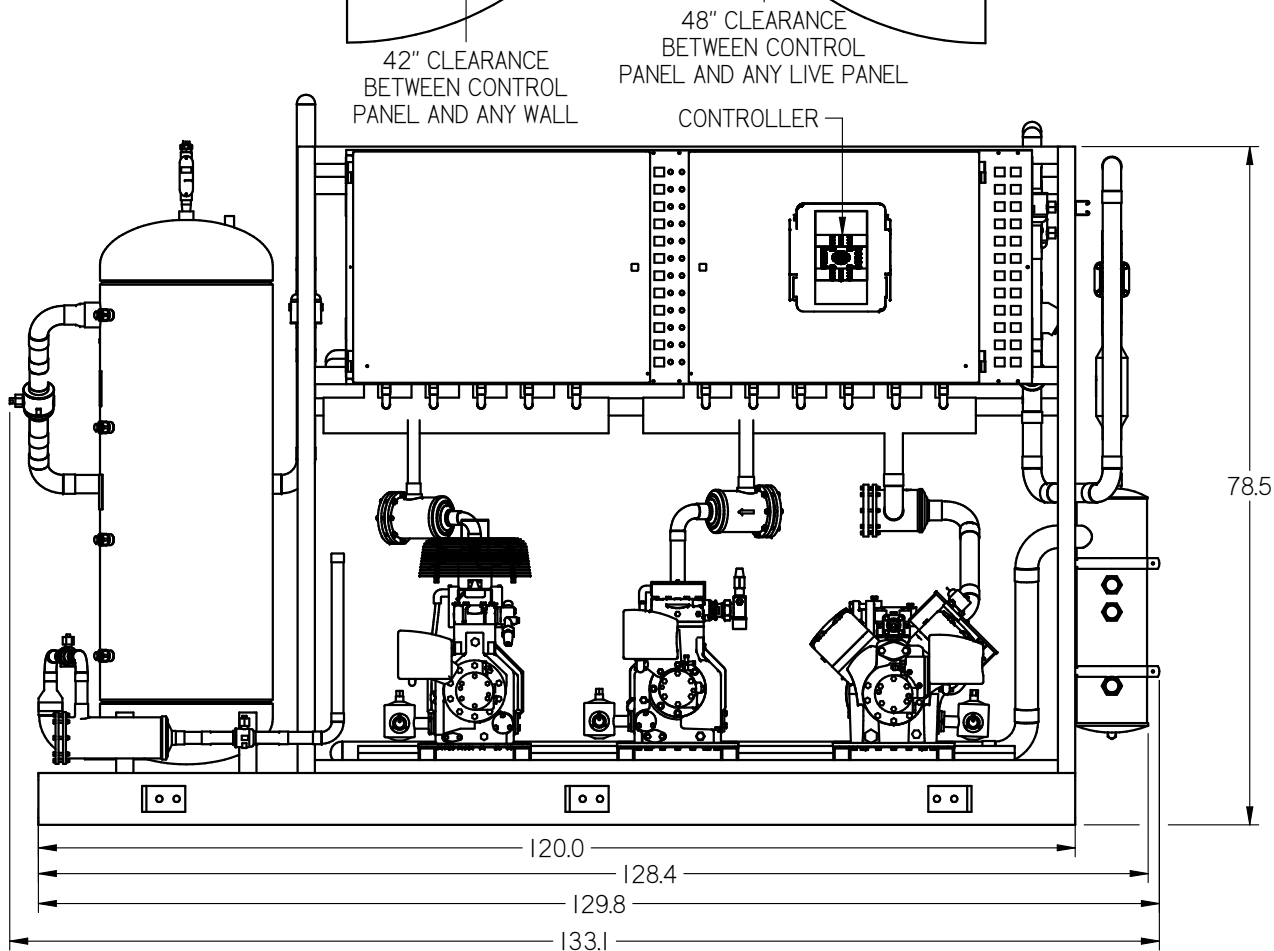 48" CLEARANCE
BETWEEN CONTROL
PANEL AND ANY LIVE PANEL
42" CLEARANCE
BETWEEN CONTROL
PANEL AND ANY WALL
CONTROLLER
78.5
120.0
128.4
129.8
133.1